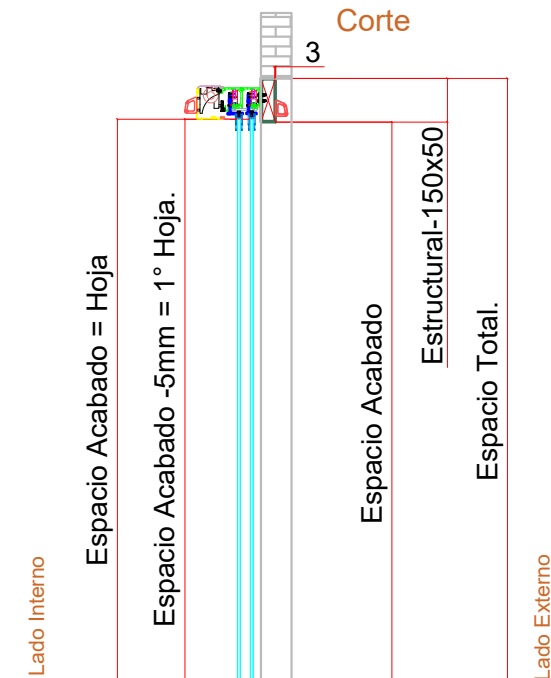 Corte
3
Espacio Acabado = Hoja
Espacio Acabado -5mm = 1° Hoja.
Espacio Acabado
Estructural-150x50
Espacio Total.
Lado Interno
Lado Externo